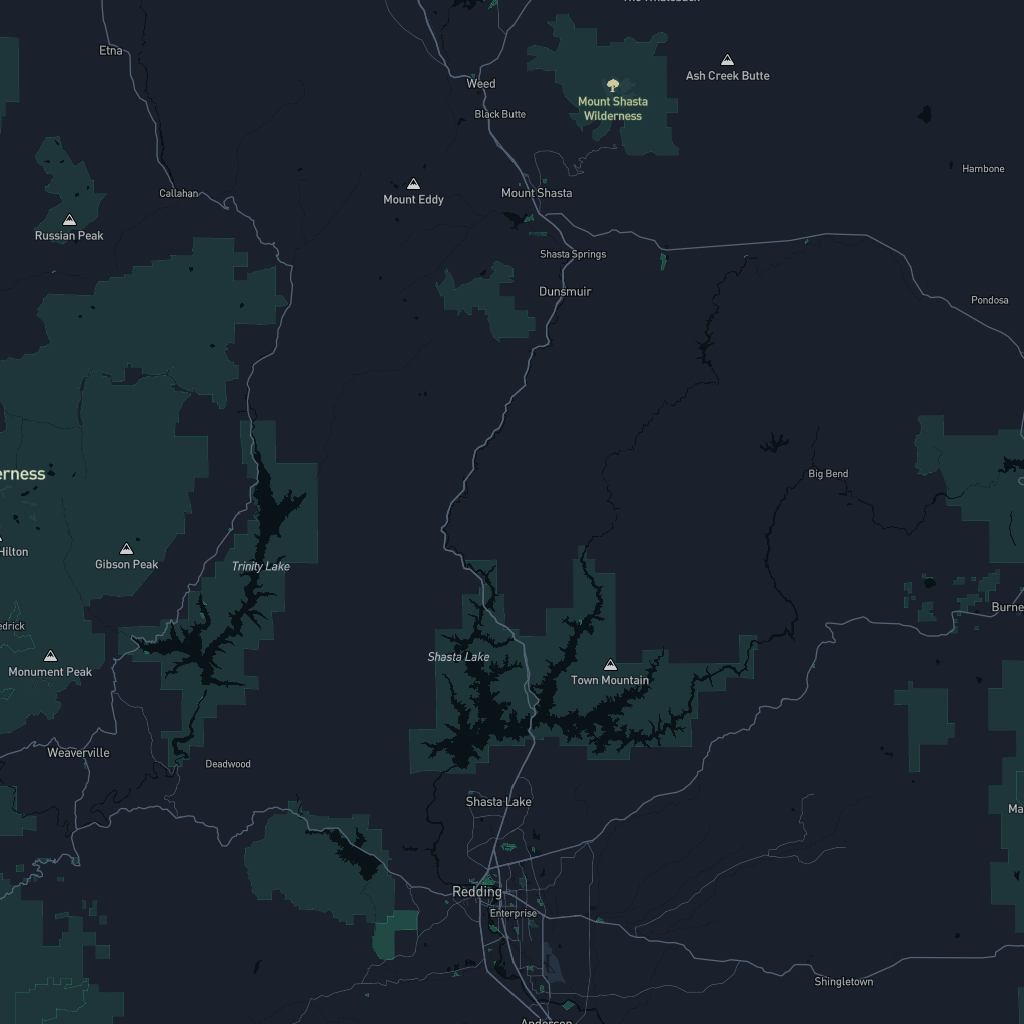 Etna
Weed
Ash Creek Butte
Mount Shasta
Wilderness
Black Butte
Hambone
Callahan
Mount Eddy
Mount Shasta
Russian Peak
Shasta Springs
Dunsmuir
Pondosa
erness
Big Bend
Hilton
Gibson Peak
Trinity Lake
Burne
edrick
Monument Peak
Shasta Lake
Town Mountain
Weaverville
Deadwood
Shasta Lake
Ma
Redding
Enterprise
Shingletown
Anderson